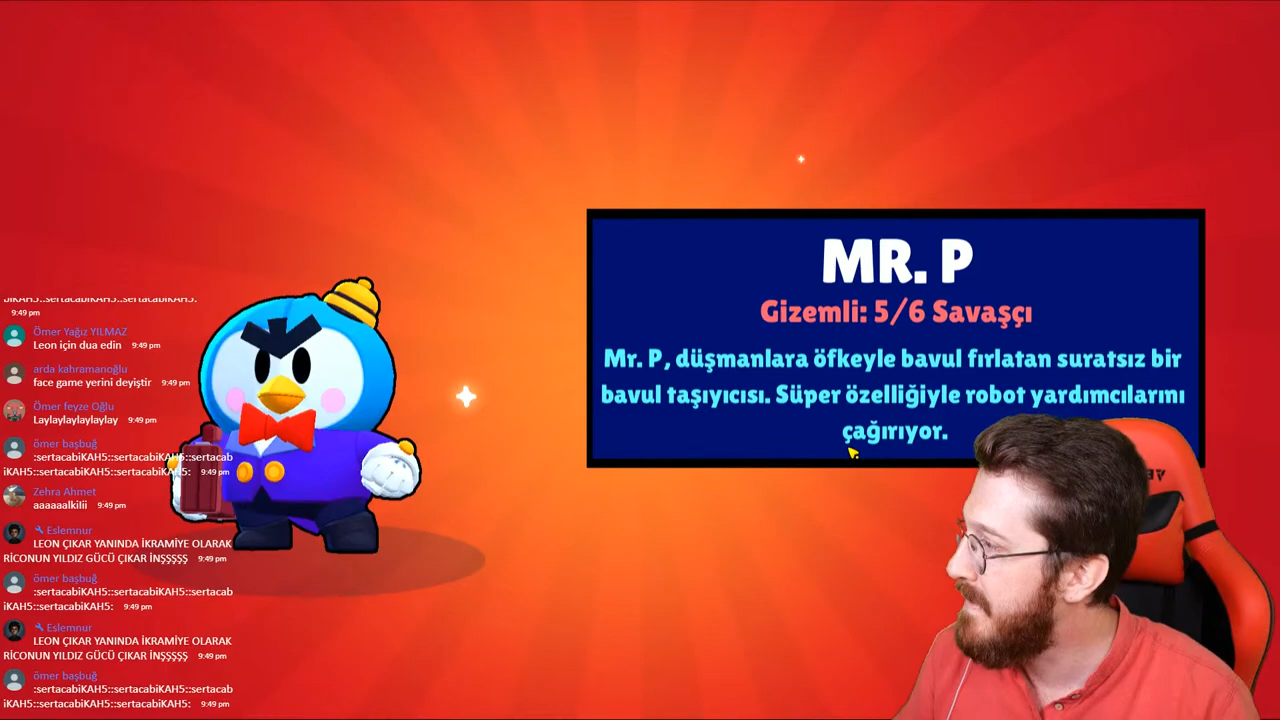 MR. P
Gizemli: 5/6 Savaşçı
Mr. P, düşmanlara öfkeyle bavul fırlatan suratsız bir
bavul taşıyıcısı. Süper özelliğiyle robot yardımcılarını
çağırıyor.
9:49 pm
Ömer Yağız YILMAZ
Leon için dua edin 9:49 pm
arda kahramanoğlu
face game yerini deyiştir 9:49 pm
Ömer feyze Oğlu
Laylaylaylaylaylay 9:49 pm
ömer başbuğ
:sertacabiKAH5::sertacabiKAH5::sertacab
iKAH5::sertacabiKAH5::sertacabiKAH5: 9:49 pm
Zehra Ahmet
aaaaaalkilii 9:49 pm
Eslemnur
LEON ÇIKAR YANINDA İKRAMİYE OLARAK
RİCONUN YILDIZ GÜCÜ ÇIKAR İNŞŞŞŞŞ 9:49 pm
ömer başbuğ
:sertacabiKAH5::sertacabiKAH5::sertacab
iKAH5::sertacabiKAH5: 9:49 pm
Eslemnur
LEON ÇIKAR YANINDA İKRAMİYE OLARAK
RİCONUN YILDIZ GÜCÜ ÇIKAR İNŞŞŞŞŞ 9:49 pm
ömer başbuğ
:sertacabiKAH5::sertacabiKAH5::sertacab
iKAH5::sertacabiKAH5::sertacabiKAH5: 9:49 pm